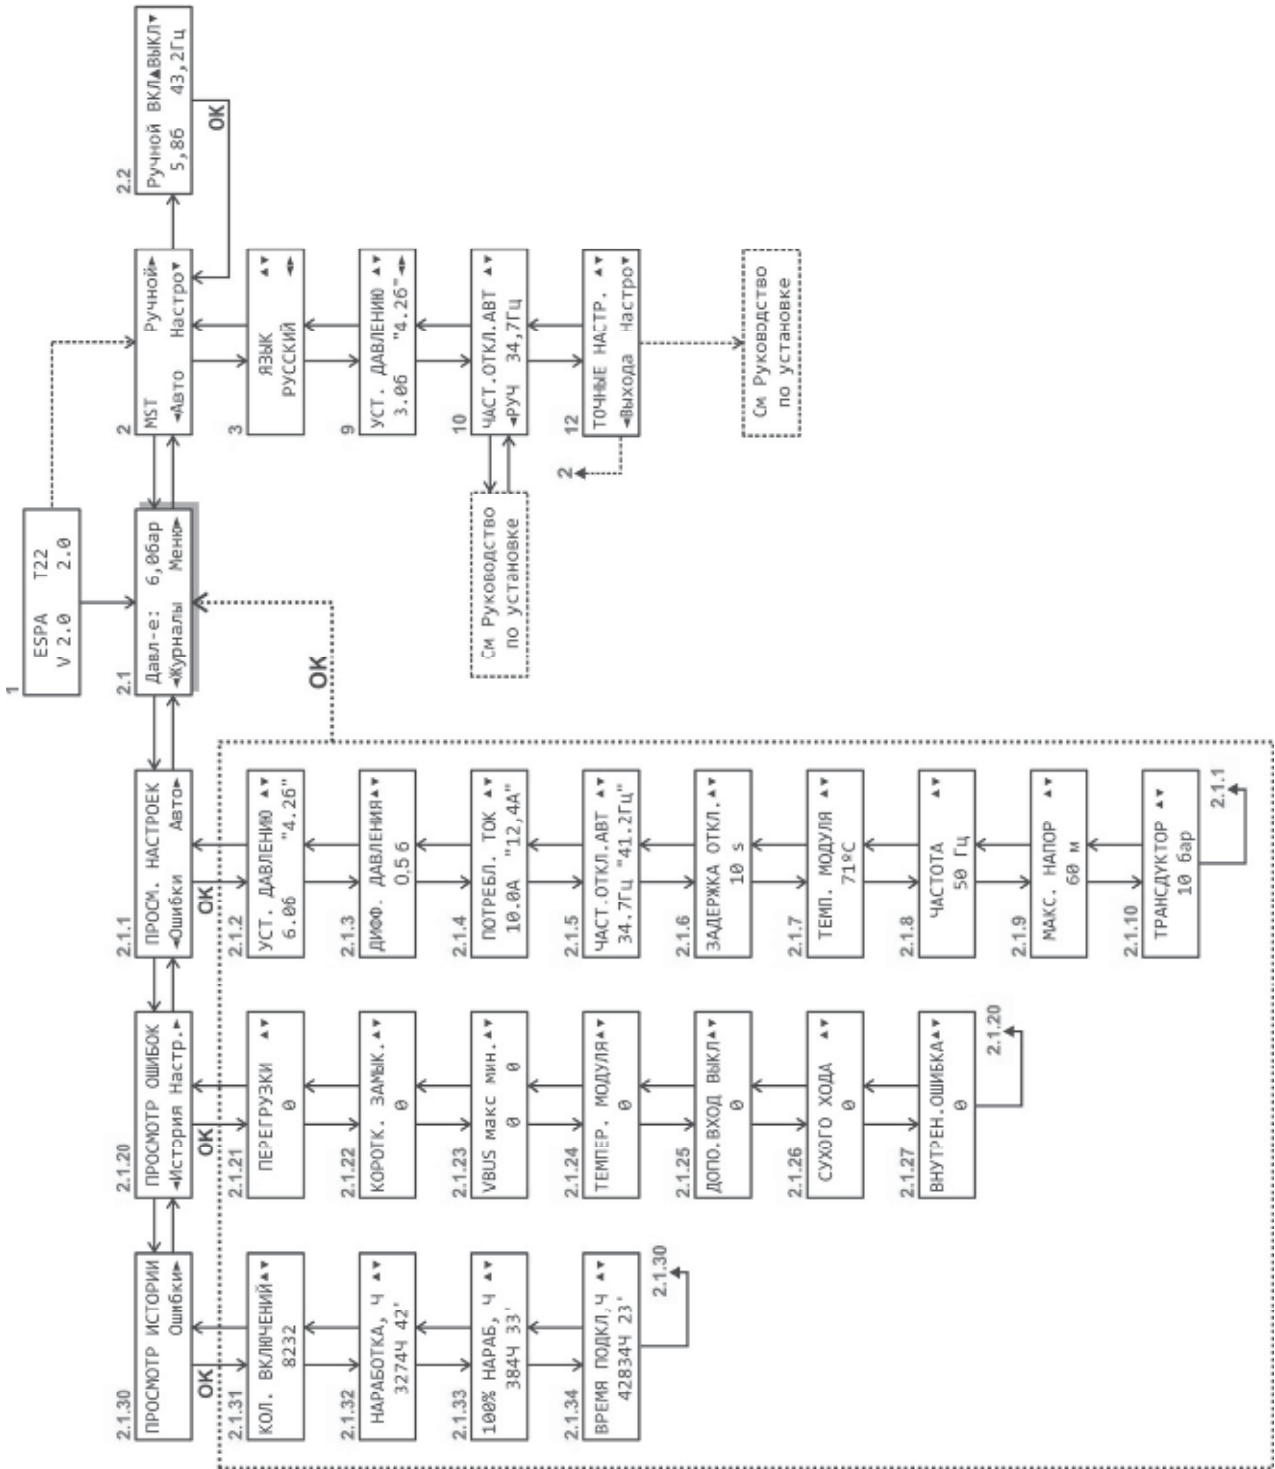 1
ESPA T22
V 2.0 2.0
2.1.30
ПРОСМОТР ИСТОРИИ
Ошибки►
2.1.20
ПРОСМОТР ОШИБОК
◄История Настр.►
2.1.1
ПРОСМ. НАСТРОЕК
◄Ошибки Авто►
2.1
Давл-е: 6,0бар
◄Журналы Меню►
2
MST Ручной►
◄Авто Настро▼
2.2
Ручной ВКЛ▲ВЫКЛ▼
5,8б 43,2Гц
OK
OK
OK
OK
OK
2.1.31
КОЛ. ВКЛЮЧЕНИЙ▲▼
8232
2.1.32
НАРАБОТКА, Ч ▲▼
3274Ч 42'
2.1.33
100% НАРАБ, Ч ▲▼
384Ч 33'
2.1.34
ВРЕМЯ ПОДКЛ,Ч ▲▼
42834Ч 23'
2.1.30
2.1.21
ПЕРЕГРУЗКИ ▲▼
0
2.1.22
КОРОТК. ЗАМЫК.▲▼
0
2.1.23
VBUS макс мин.▲▼
0 0
2.1.24
ТЕМПЕР. МОДУЛЯ▲▼
0
2.1.25
ДОПО.ВХОД ВЫКЛ▲▼
0
2.1.26
СУХОГО ХОДА ▲▼
0
2.1.27
ВНУТРЕН.ОШИБКА▲▼
0
2.1.20
2.1.2
УСТ. ДАВЛЕНИЮ ▲▼
6.0б "4.2б"
2.1.3
ДИФФ. ДАВЛЕНИЯ▲▼
0.5 б
2.1.4
ПОТРЕБЛ. ТОК ▲▼
10.0А "12,4А"
2.1.5
ЧАСТ.ОТКЛ.АВТ ▲▼
34.7Гц "41.2Гц"
2.1.6
ЗАДЕРЖКА ОТКЛ.▲▼
10 s
2.1.7
ТЕМП. МОДУЛЯ ▲▼
71ºC
2.1.8
ЧАСТОТА ▲▼
50 Гц
2.1.9
МАКС. НАПОР ▲▼
60 м
2.1.10
ТРАНСДУКТОР ▲▼
10 бар
2.1.1
3
ЯЗЫК ▲▼
РУССКИЙ ◄►
9
УСТ. ДАВЛЕНИЮ ▲▼
3.0б "4.2б"◄►
10
ЧАСТ.ОТКЛ.АВТ ▲▼
◄РУЧ 34,7Гц
См Руководство
по установке
12
ТОЧНЫЕ НАСТР. ▲▼
◄Выхода Настро▼
2
См Руководство
по установке